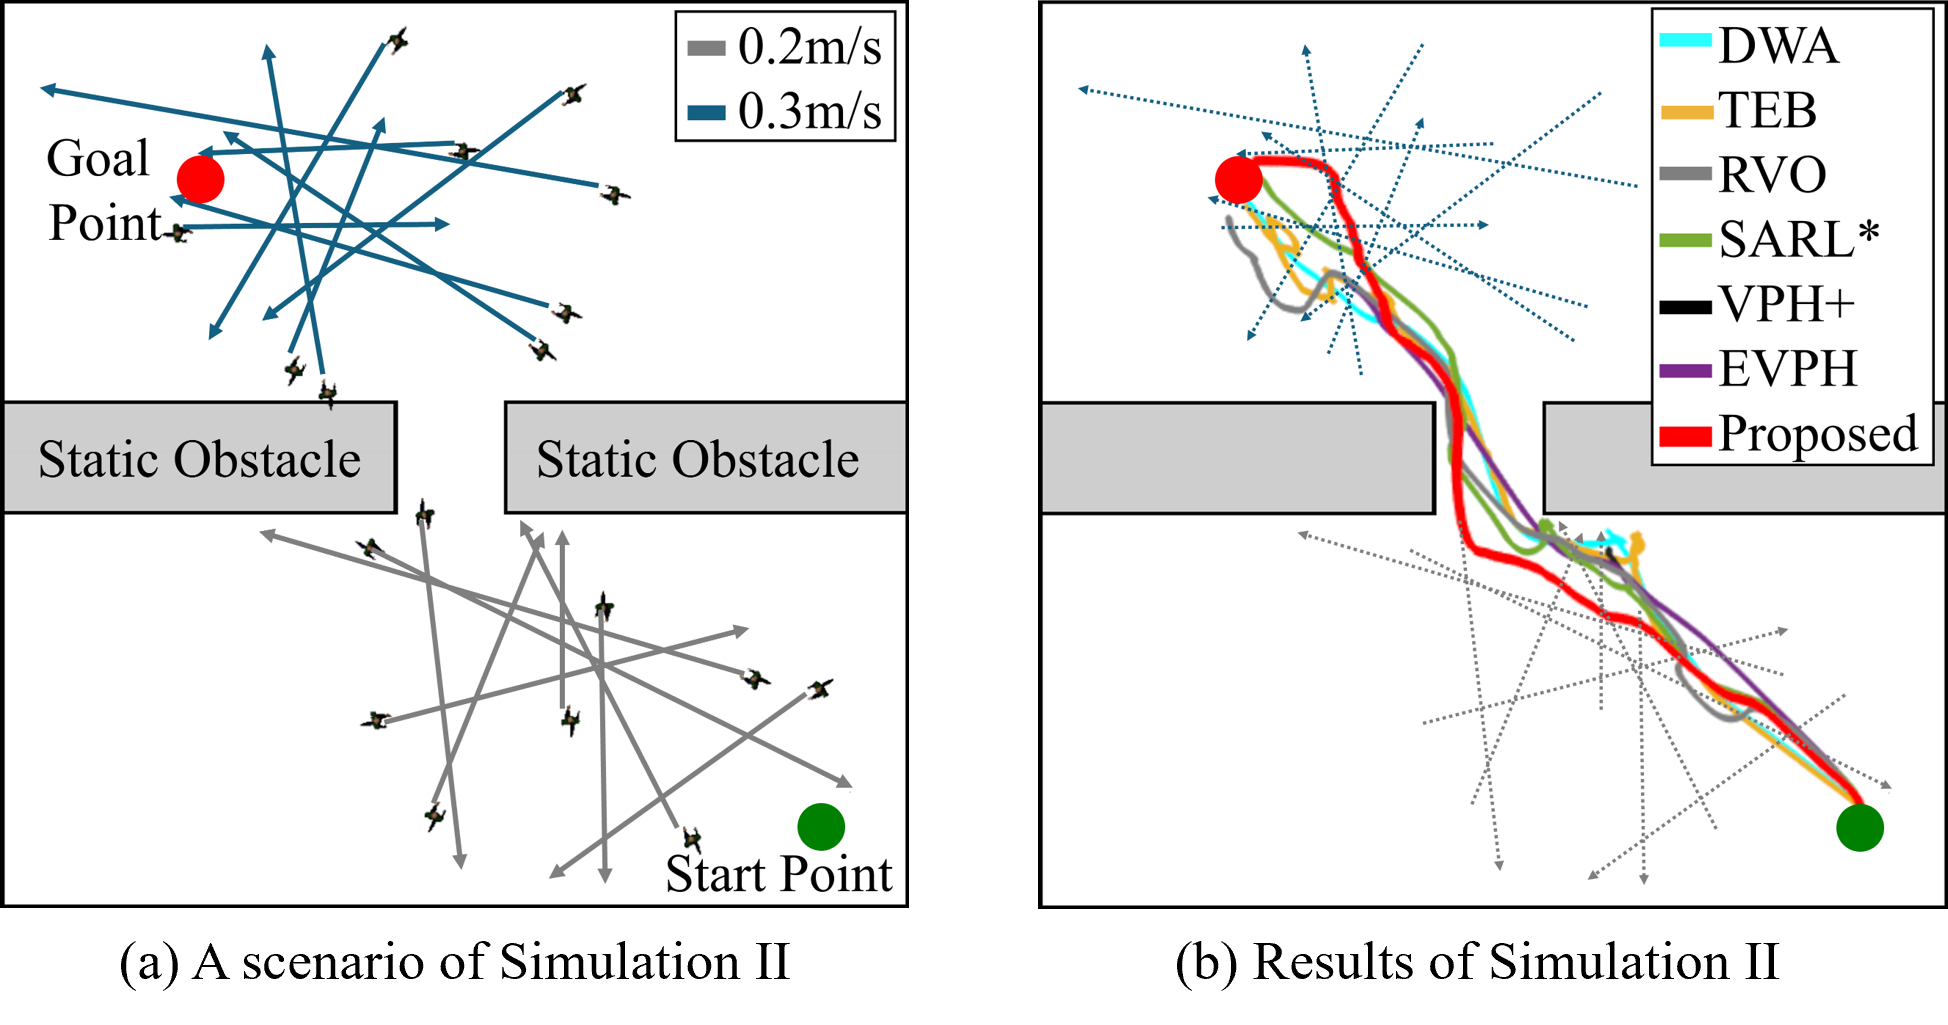 0.2m/s
0.3m/s
Goal
Point
Static Obstacle
Static Obstacle
Start Point
(a) A scenario of Simulation II
DWA
TEB
RVO
SARL*
VPH+
EVPH
Proposed
(b) Results of Simulation II